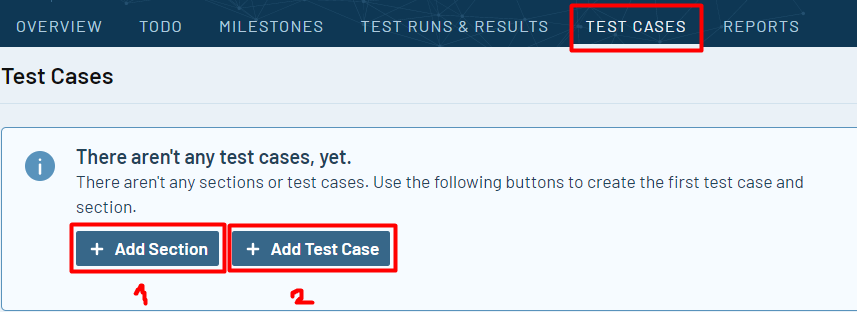 OVERVIEW TODO MILESTONES TEST RUNS & RESULTS TEST CASES REPORTS
Test Cases
There aren't any test cases, yet.
There aren't any sections or test cases. Use the following buttons to create the first test case and
section.
+ Add Section + Add Test Case
1 2